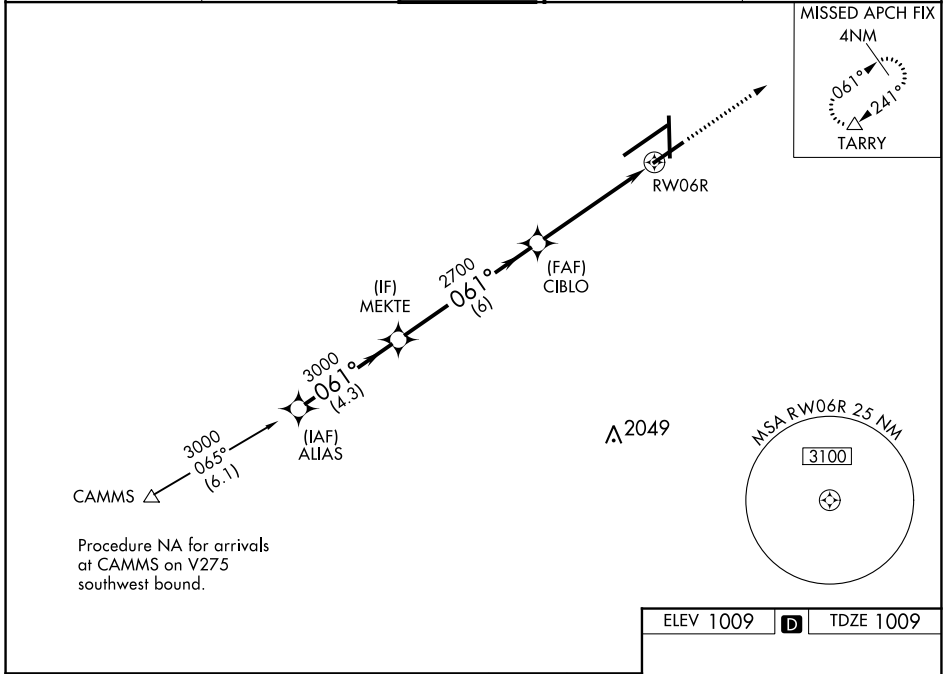 MISSED APCH FIX
4NM
061°
241°
TARRY
RW06R
(FAF)
CIBLO
2700
061°
(6)
(IF)
MEKTE
3000
061°
(4.3)
(IAF)
ALIAS
3000
065°
(6.1)
CAMMS
2049
MSA RW06R 25 NM
3100
Procedure NA for arrivals
at CAMMS on V275
southwest bound.
ELEV 1009 D TDZE 1009